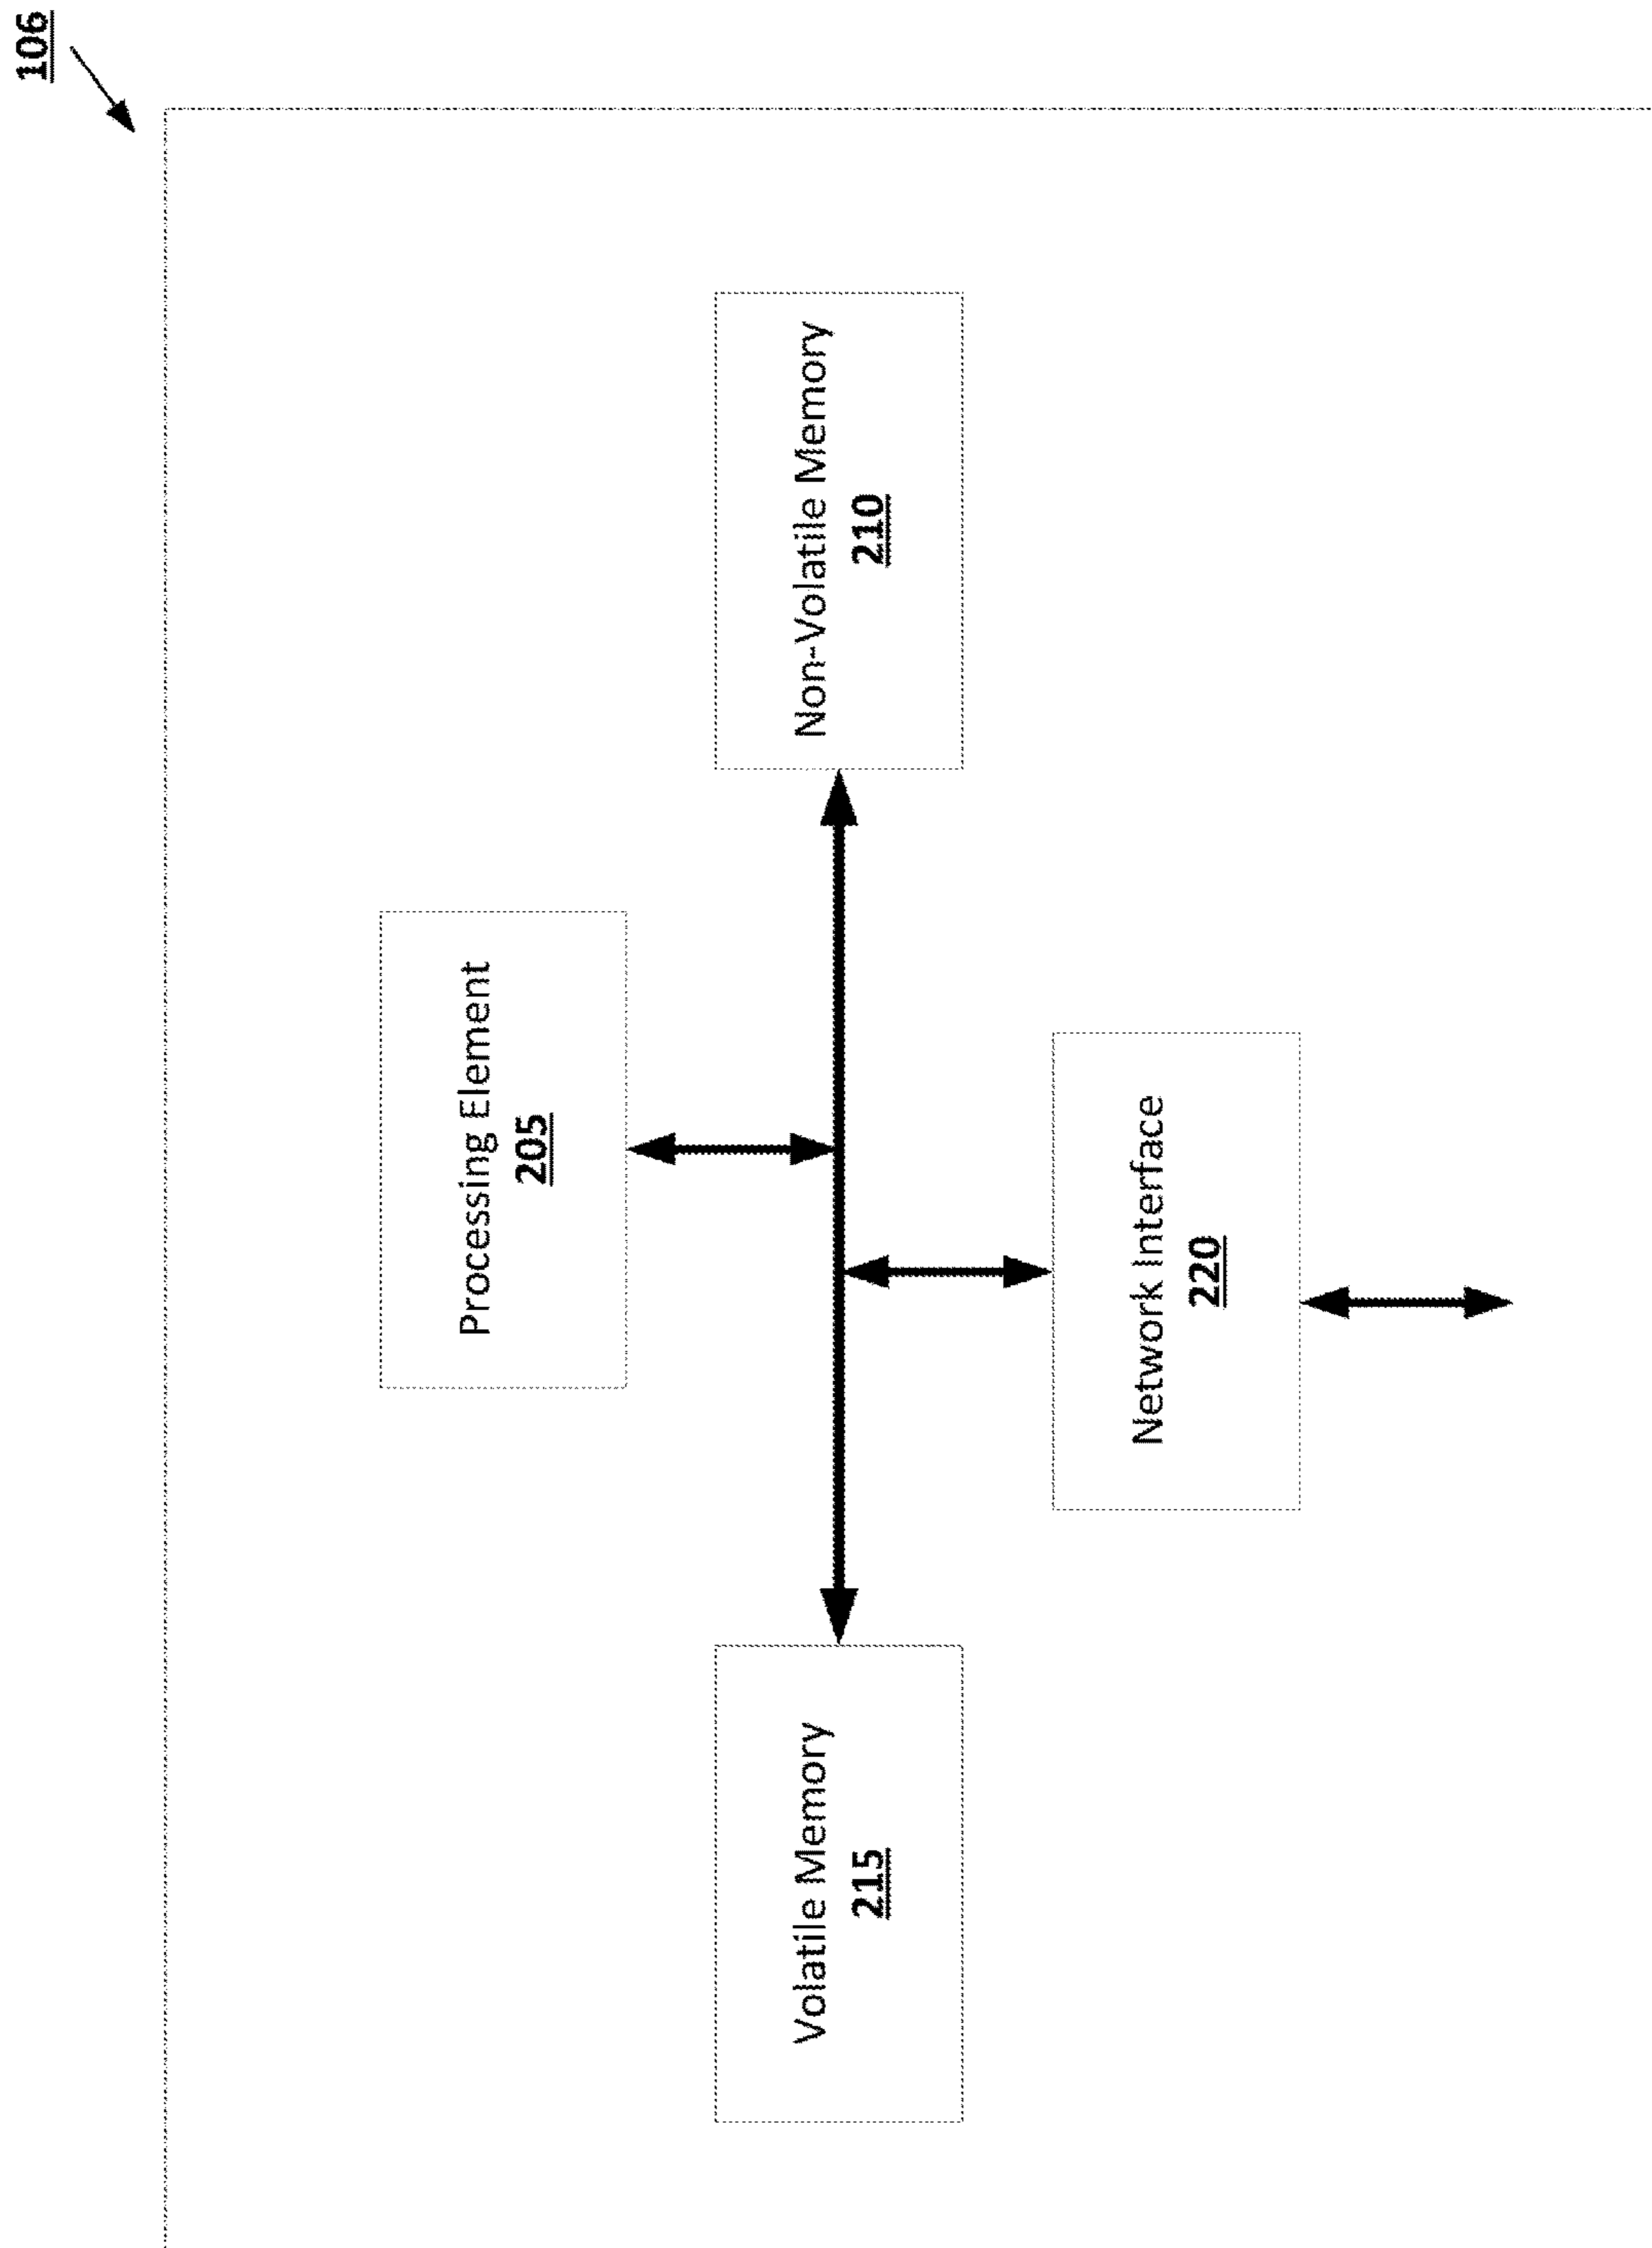 106
Processing Element
205
Volatile Memory
215
Non-Volatile Memory
210
Network Interface
220